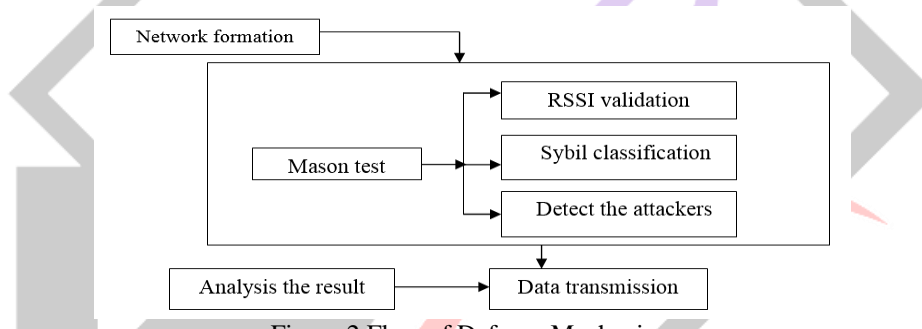 Network formation
RSSI validation
Mason test
Sybil classification
Detect the attackers
Analysis the result
Data transmission